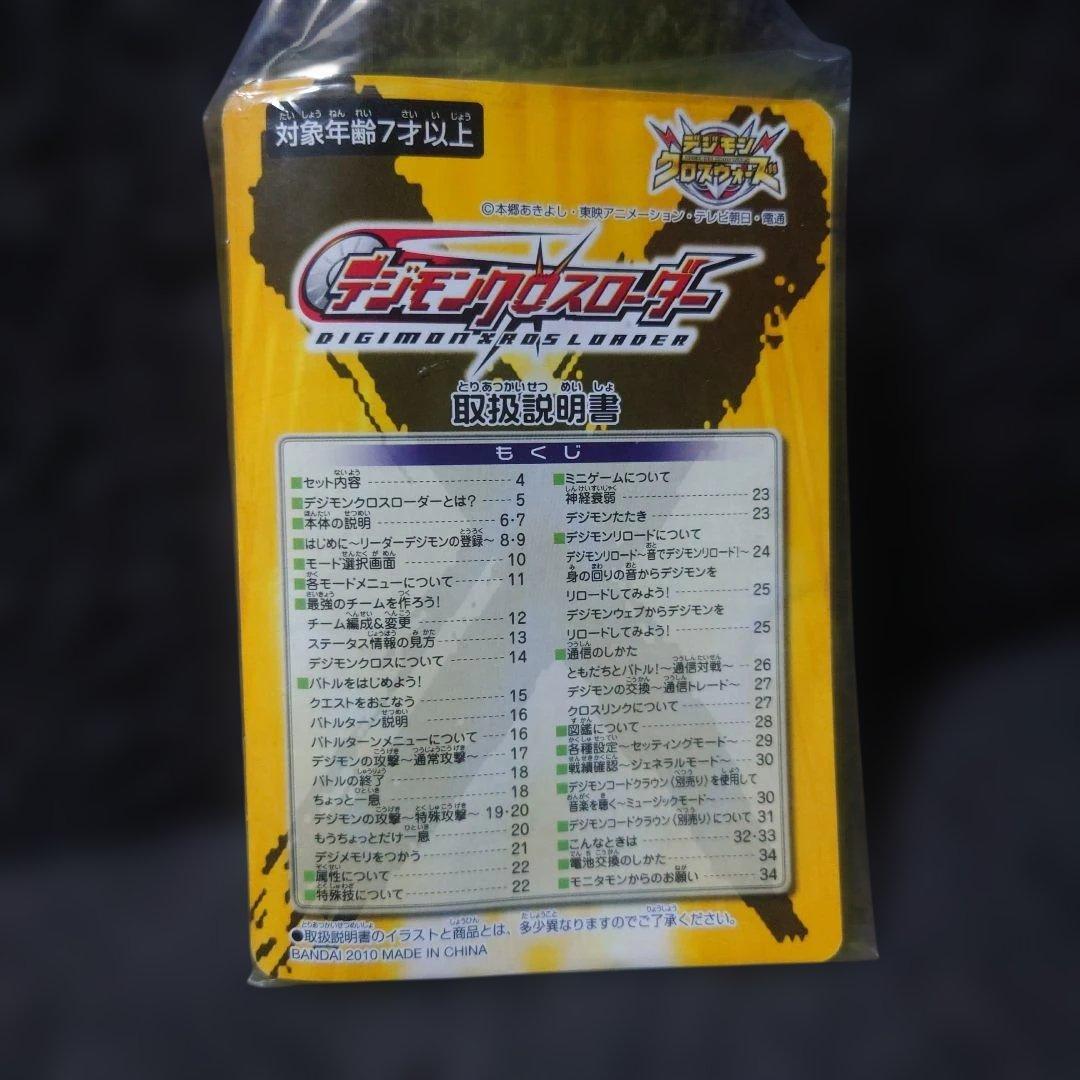 対象年齢7才以上
デジモン
クロスウォーズ
©本郷あきよし・東映アニメーション・テレビ朝日・電通
デジモンクロスローダー
DIGIMON XROS LOADER
取扱説明書
もくじ
■セット内容 4
■デジモンクロスローダーとは? 5
■本体の説明 6・7
■はじめに〜リーダーデジモンの登録〜 8・9
■モード選択画面 10
■各モードメニューについて 11
■最強のチームを作ろう!
チーム編成&変更 12
ステータス情報の見方 13
デジモンクロスについて 14
■バトルをはじめよう!
クエストをおこなう 15
バトルターン説明 16
バトルターンメニューについて 16
デジモンの攻撃〜通常攻撃〜 17
バトルの終了 18
ちょっと一息 18
デジモンの攻撃〜特殊攻撃〜 19・20
もうちょっとだけ一息 20
デジメモリをつかう 21
■属性について 22
■特殊技について 22
■ミニゲームについて
神経衰弱 23
デジモンたたき 23
■デジモンリロードについて
デジモンリロード〜音でデジモンリロード!〜 24
身の回りの音からデジモンを
リロードしてみよう! 25
デジモンウェブからデジモンを
リロードしてみよう! 25
■通信のしかた
ともだちとバトル!〜通信対戦〜 26
デジモンの交換〜通信トレード〜 27
クロスリンクについて 27
■図鑑について 28
■各種設定〜セッティングモード〜 29
■戦績確認〜ジェネラルモード〜 30
■デジモンコードクラウン(別売り)を使用して
音楽を聴く〜ミュージックモード〜 30
■デジモンコードクラウン(別売り)について 31
■こんなときは 32・33
■電池交換のしかた 34
■モニタモンからのお願い 34
●取扱説明書のイラストと商品とは、多少異なりますのでご了承ください。
BANDAI 2010 MADE IN CHINA